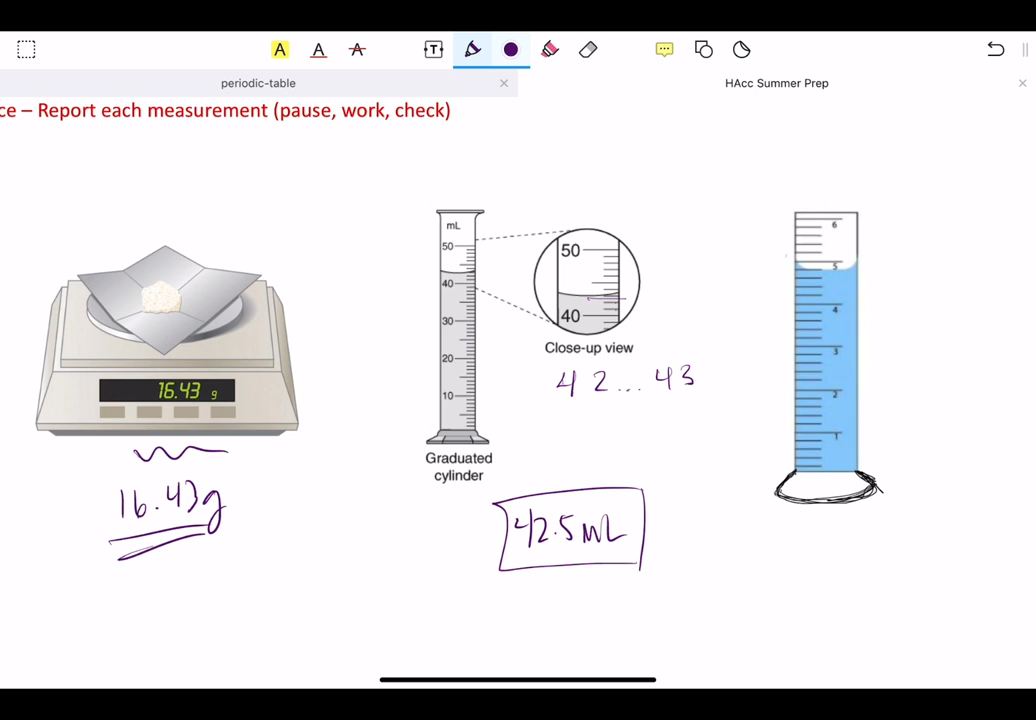 A A A T
periodic-table × HAcc Summer Prep ×
ce – Report each measurement (pause, work, check)
mL
50
40
30
20
10
50
40
Close-up view
42...43
Graduated
cylinder
16.43 g
16.43g
42.5 mL
6
5
4
3
2
1